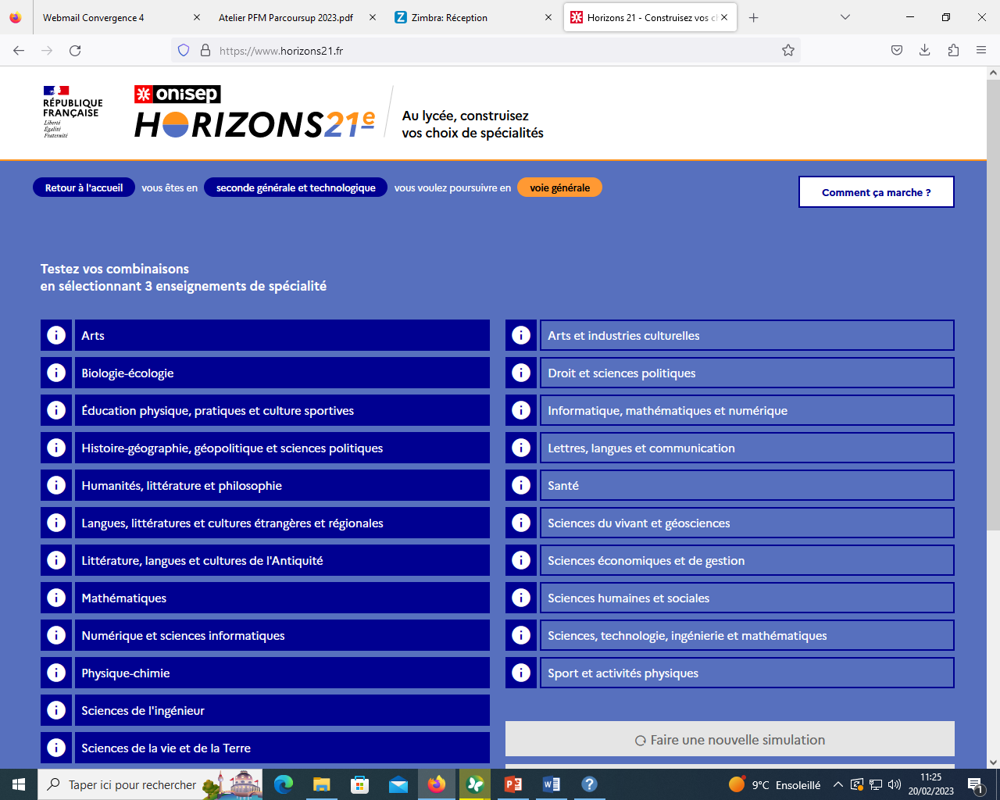 Webmail Convergence 4
Atelier PFM Parcoursup 2023.pdf
Zimbra: Réception
Horizons 21 - Construisez vos c
https://www.horizons21.fr
RÉPUBLIQUE
FRANÇAISE
Liberté
Égalité
Fraternité
onisep
HORIZONS21e
Au lycée, construisez
vos choix de spécialités
Retour à l'accueil vous êtes en seconde générale et technologique vous voulez poursuivre en voie générale
Comment ça marche ?
Testez vos combinaisons
en sélectionnant 3 enseignements de spécialité
Arts
Biologie-écologie
Éducation physique, pratiques et culture sportives
Histoire-géographie, géopolitique et sciences politiques
Humanités, littérature et philosophie
Langues, littératures et cultures étrangères et régionales
Littérature, langues et cultures de l'Antiquité
Mathématiques
Numérique et sciences informatiques
Physique-chimie
Sciences de l'ingénieur
Sciences de la vie et de la Terre
Arts et industries culturelles
Droit et sciences politiques
Informatique, mathématiques et numérique
Lettres, langues et communication
Santé
Sciences du vivant et géosciences
Sciences économiques et de gestion
Sciences humaines et sociales
Sciences, technologie, ingénierie et mathématiques
Sport et activités physiques
Faire une nouvelle simulation
Taper ici pour rechercher
9°C Ensoleillé
11:25
20/02/2023
1